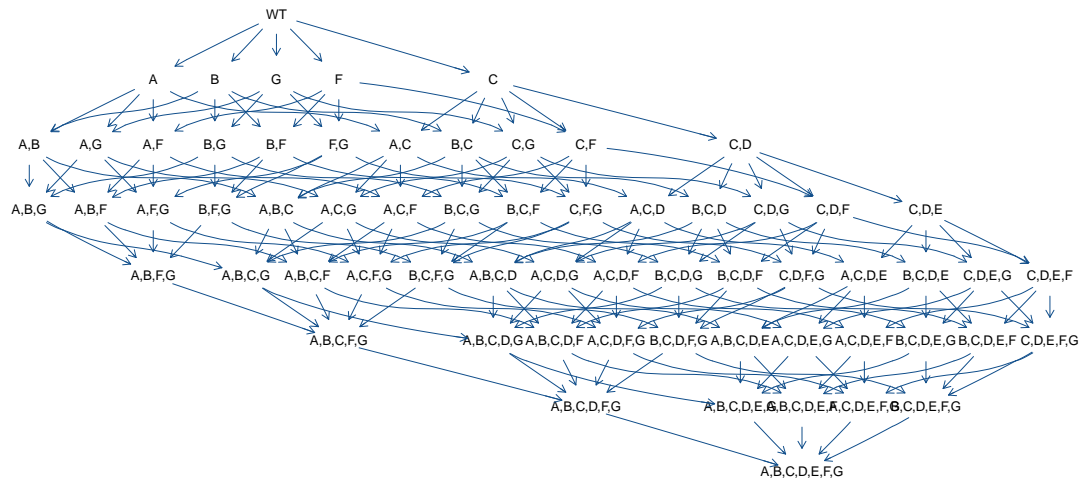 WT
A B G F C
A,B A,G A,F B,G B,F F,G A,C B,C C,G C,F C,D
A,B,G A,B,F A,F,G B,F,G A,B,C A,C,G A,C,F B,C,G B,C,F C,F,G A,C,D B,C,D C,D,G C,D,F C,D,E
A,B,F,G A,B,C,G A,B,C,F A,C,F,G B,C,F,G A,B,C,D A,C,D,G A,C,D,F B,C,D,G B,C,D,F C,D,F,G A,C,D,E B,C,D,E C,D,E,G C,D,E,F
A,B,C,F,G A,B,C,D,G A,B,C,D,F A,C,D,F,G B,C,D,F,G A,B,C,D,E A,C,D,E,G A,C,D,E,F B,C,D,E,G B,C,D,E,F C,D,E,F,G
A,B,C,D,F,G A,B,C,D,E,G A,B,C,D,E,F A,C,D,E,F,G B,C,D,E,F,G
A,B,C,D,E,F,G